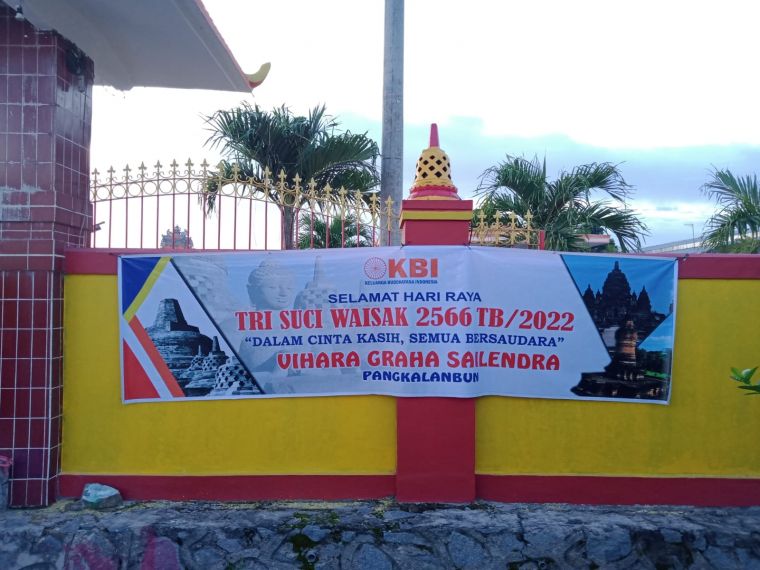 KBI
KELUARGA BUDDHAYANA INDONESIA
SELAMAT HARI RAYA
TRI SUCI WAISAK 2566 TB/2022
"DALAM CINTA KASIH, SEMUA BERSAUDARA"
VIHARA GRAHA SAILENDRA
PANGKALANBUN